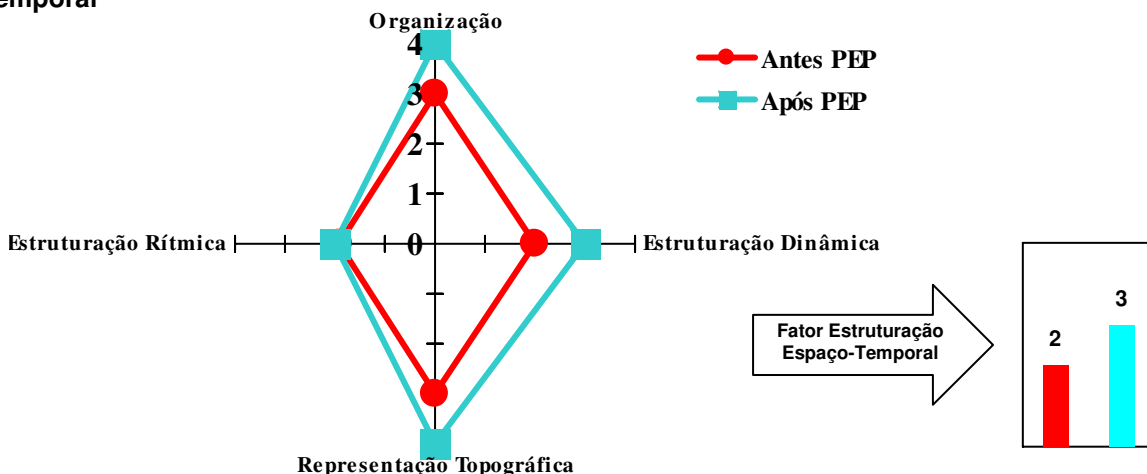 Organização
4
3
2
1
0
Antes PEP
Após PEP
Estruturação Rítmica
Estruturação Dinâmica
Representação Topográfica
Fator Estruturação
Espaço-Temporal
2
3